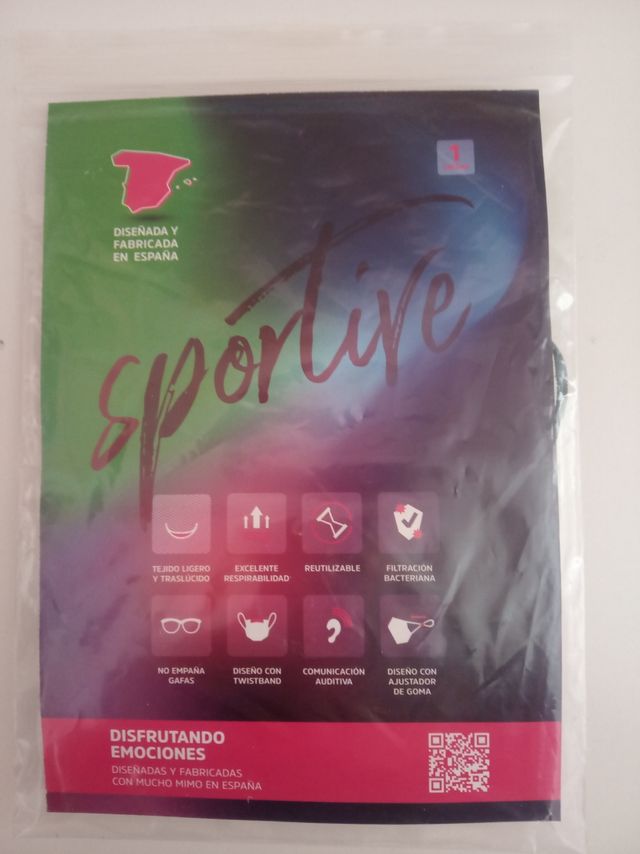 DISEÑADA Y
FABRICADA
EN ESPAÑA
1
sportive
TEJIDO LIGERO
Y TRASLÚCIDO
EXCELENTE
RESPIRABILIDAD
REUTILIZABLE
FILTRACIÓN
BACTERIANA
NO EMPAÑA
GAFAS
DISEÑO CON
TWISTBAND
COMUNICACIÓN
AUDITIVA
DISEÑO CON
AJUSTADOR
DE GOMA
DISFRUTANDO
EMOCIONES
DISEÑADAS Y FABRICADAS
CON MUCHO MIMO EN ESPAÑA